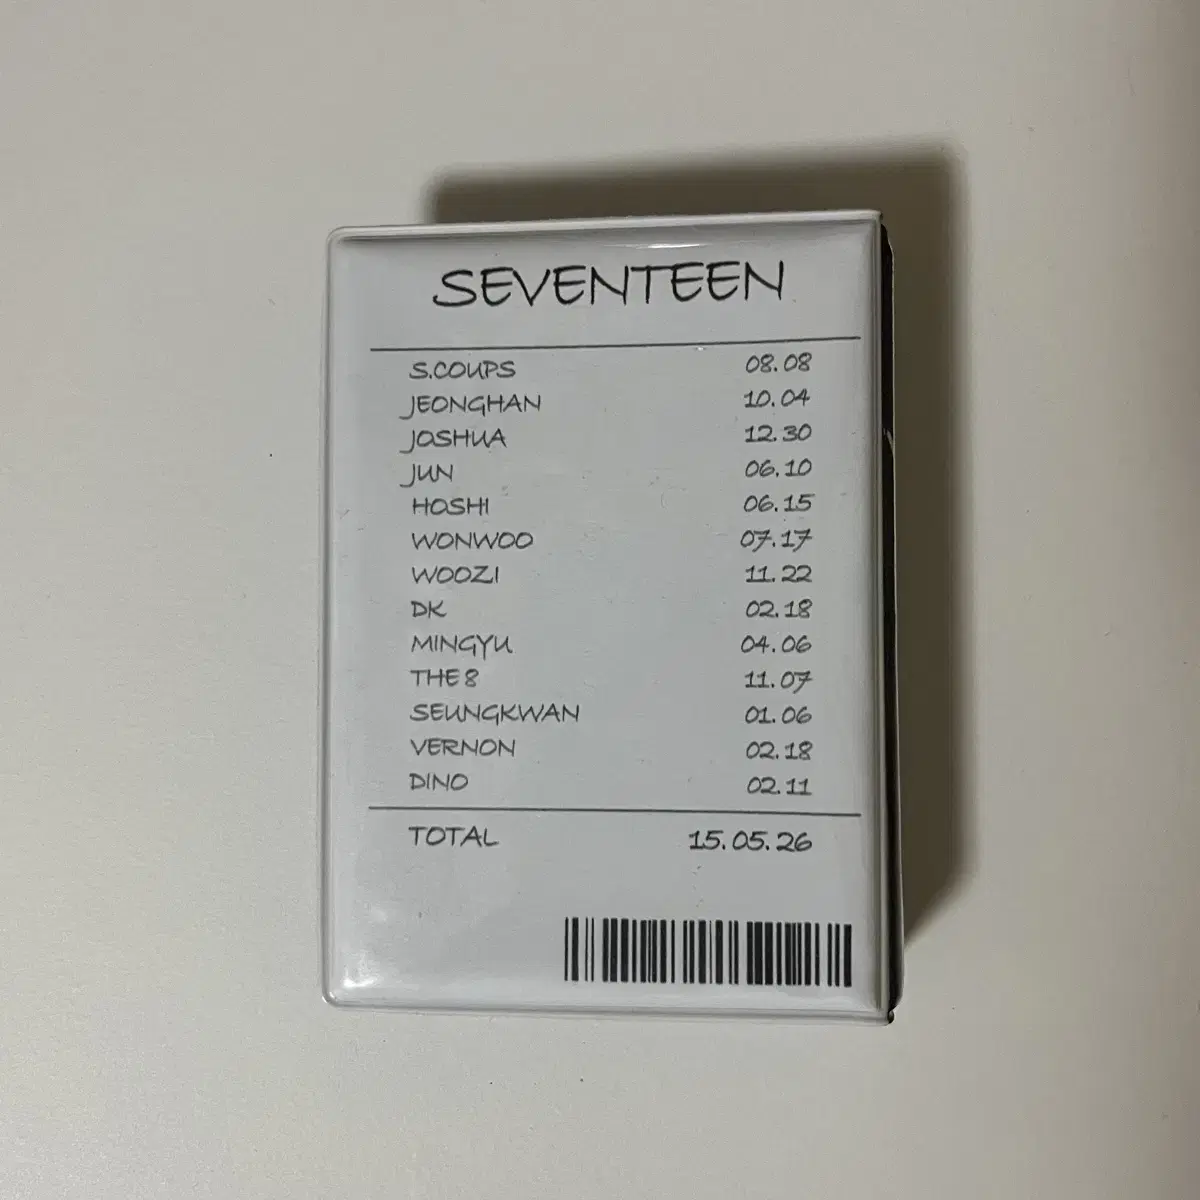 SEVENTEEN
S.COUPS 08.08
JEONGHAN 10.04
JOSHUA 12.30
JUN 06.10
HOSHI 06.15
WONWOO 07.17
WOOZI 11.22
DK 02.18
MINGYU 04.06
THE 8 11.07
SEUNGKWAN 01.06
VERNON 02.18
DINO 02.11
TOTAL 15.05.26